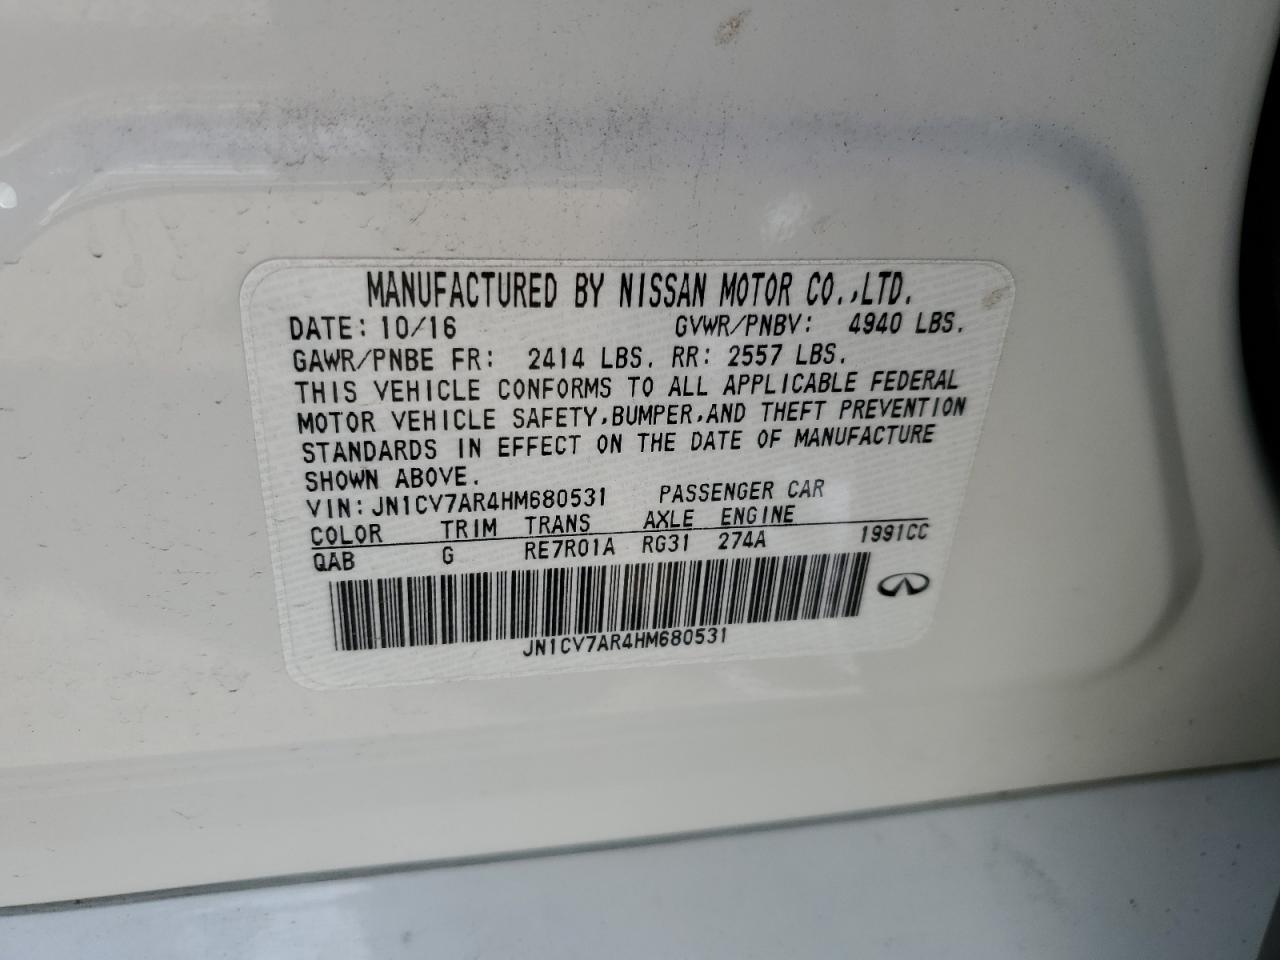 MANUFACTURED BY NISSAN MOTOR CO.,LTD.
DATE: 10/16 GVWR/PNBV: 4940 LBS.
GAWR/PNBE FR: 2414 LBS. RR: 2557 LBS.
THIS VEHICLE CONFORMS TO ALL APPLICABLE FEDERAL
MOTOR VEHICLE SAFETY,BUMPER,AND THEFT PREVENTION
STANDARDS IN EFFECT ON THE DATE OF MANUFACTURE
SHOWN ABOVE.
VIN:JN1CV7AR4HM680531 PASSENGER CAR
COLOR TRIM TRANS AXLE ENGINE
QAB G RE7R01A RG31 274A 1991CC
JN1CV7AR4HM680531